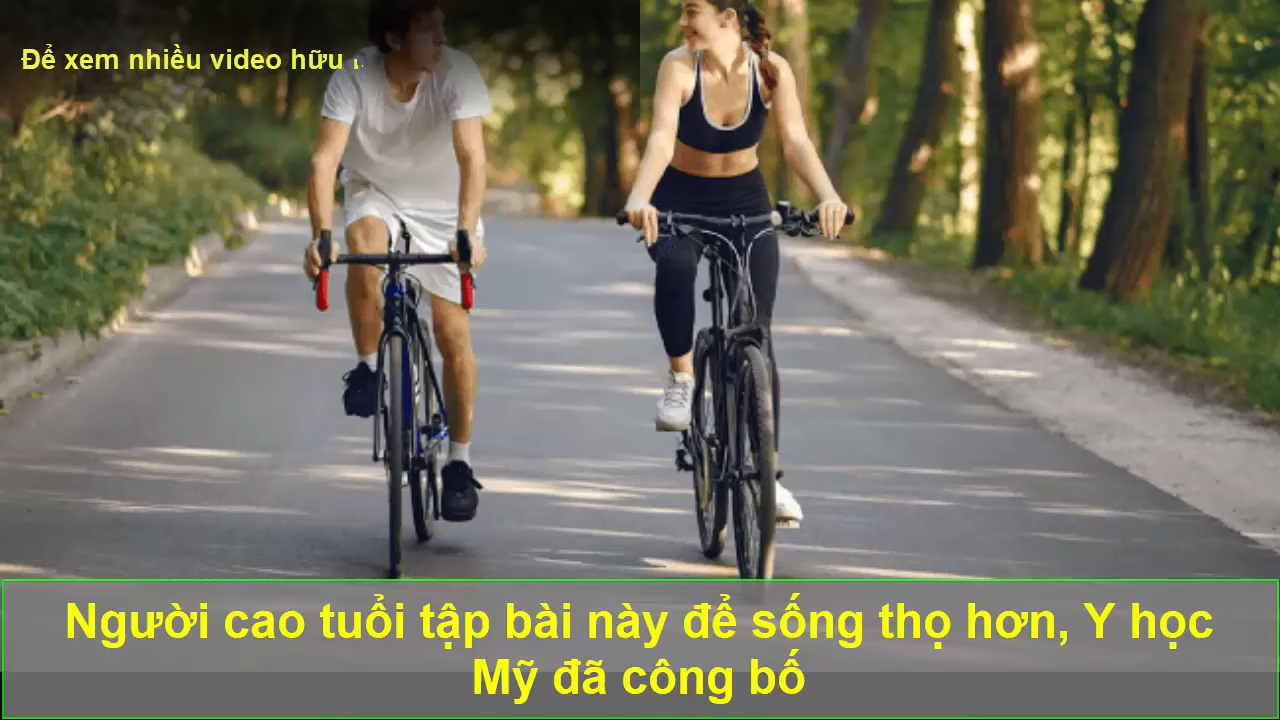 Để xem nhiều video hữu
Người cao tuổi tập bài này để sống thọ hơn, Y học
Mỹ đã công bố